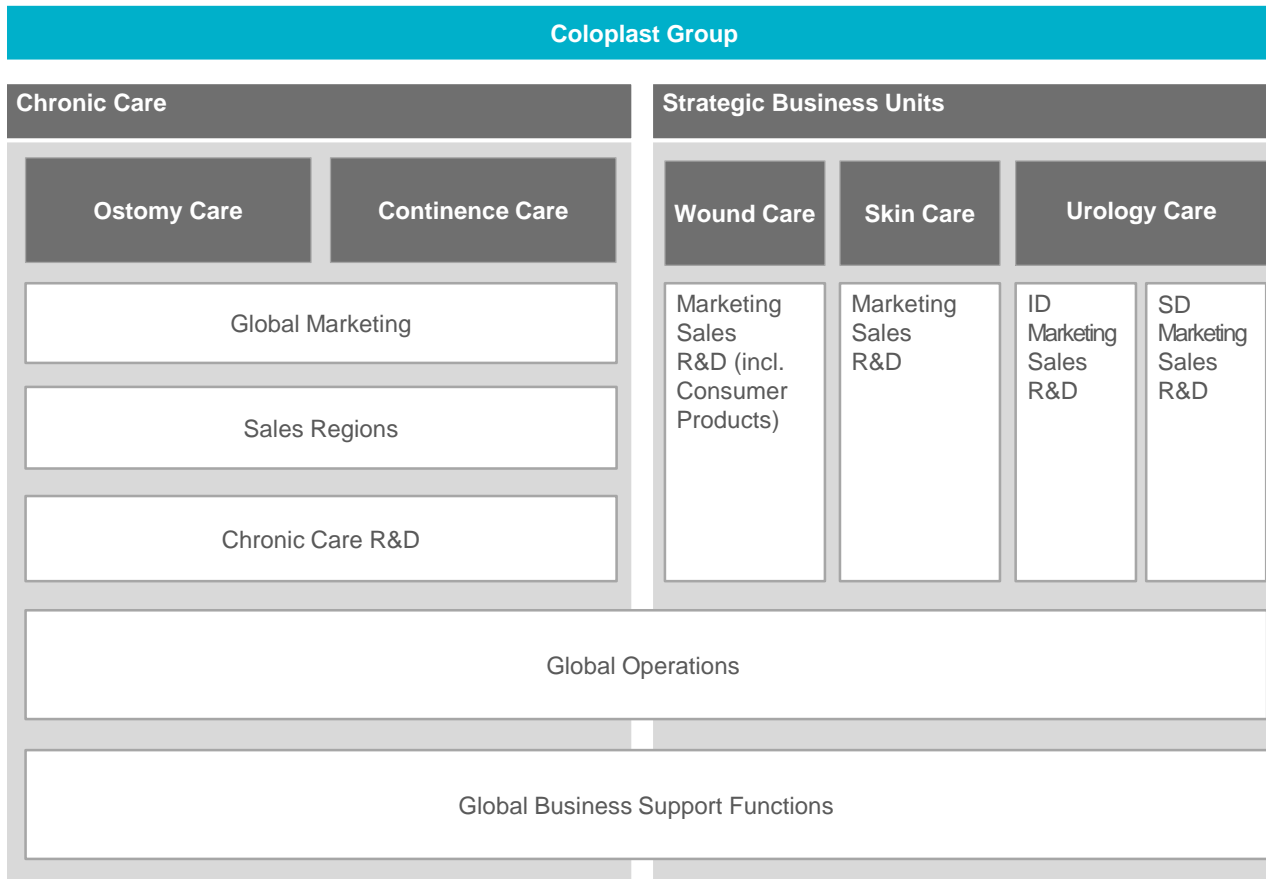 Coloplast Group
Chronic Care
Strategic Business Units
Ostomy Care
Continence Care
Wound Care
Skin Care
Urology Care
Global Marketing
Sales Regions
Chronic Care R&D
Marketing
Sales
R&D (incl.
Consumer
Products)
Marketing
Sales
R&D
ID
Marketing
Sales
R&D
SD
Marketing
Sales
R&D
Global Operations
Global Business Support Functions